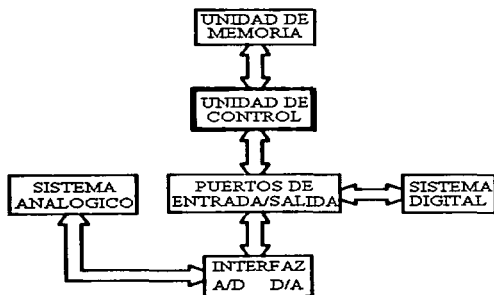 UNIDAD DE
MEMORIA
UNIDAD DE
CONTROL
SISTEMA
ANALOGICO
PUERTOS DE
ENTRADA/SALIDA
SISTEMA
DIGITAL
INTERFAZ
A/D D/A